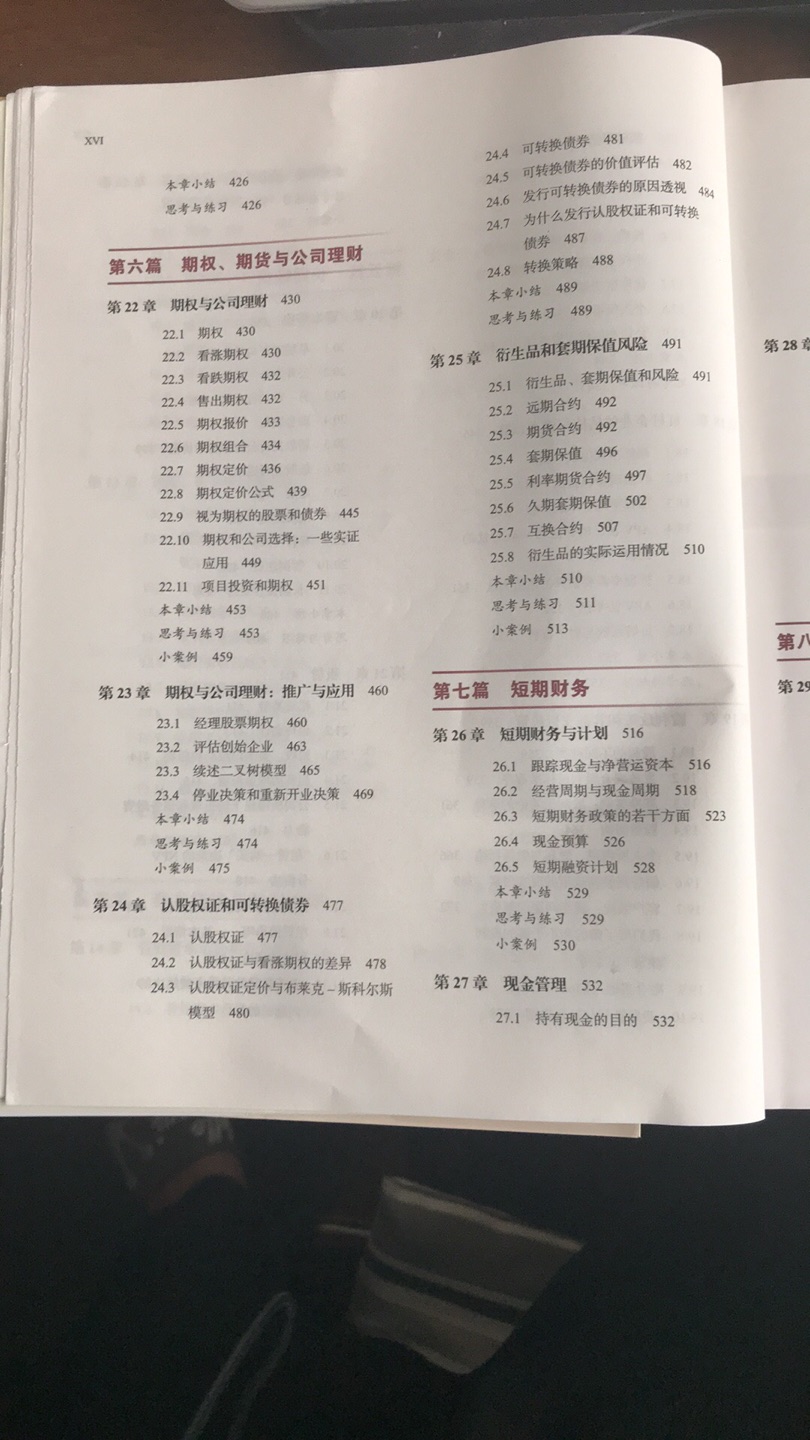 XVI
本章小结 426
思考与练习 426
第六篇 期权、期货与公司理财
第 22 章 期权与公司理财 430
22.1 期权 430
22.2 看涨期权 430
22.3 看跌期权 432
22.4 售出期权 432
22.5 期权报价 433
22.6 期权组合 434
22.7 期权定价 436
22.8 期权定价公式 439
22.9 视为期权的股票和债券 445
22.10 期权和公司选择：一些实证
应用 449
22.11 项目投资和期权 451
本章小结 453
思考与练习 453
小案例 459
第 23 章 期权与公司理财：推广与应用 460
23.1 经理股票期权 460
23.2 评估创始企业 463
23.3 续述二叉树模型 465
23.4 停业决策和重新开业决策 469
本章小结 474
思考与练习 474
小案例 475
第 24 章 认股权证和可转换债券 477
24.1 认股权证 477
24.2 认股权证与看涨期权的差异 478
24.3 认股权证定价与布莱克–斯科尔斯
模型 480
24.4 可转换债券 481
24.5 可转换债券的价值评估 482
24.6 发行可转换债券的原因透视 484
24.7 为什么发行认股权证和可转换
债券 487
24.8 转换策略 488
本章小结 489
思考与练习 489
第 25 章 衍生品和套期保值风险 491
25.1 衍生品、套期保值和风险 491
25.2 远期合约 492
25.3 期货合约 492
25.4 套期保值 496
25.5 利率期货合约 497
25.6 久期套期保值 502
25.7 互换合约 507
25.8 衍生品的实际运用情况 510
本章小结 510
思考与练习 511
小案例 513
第七篇 短期财务
第 26 章 短期财务与计划 516
26.1 跟踪现金与净营运资本 516
26.2 经营周期与现金周期 518
26.3 短期财务政策的若干方面 523
26.4 现金预算 526
26.5 短期融资计划 528
本章小结 529
思考与练习 529
小案例 530
第 27 章 现金管理 532
27.1 持有现金的目的 532
第 28 章
第八
第 29